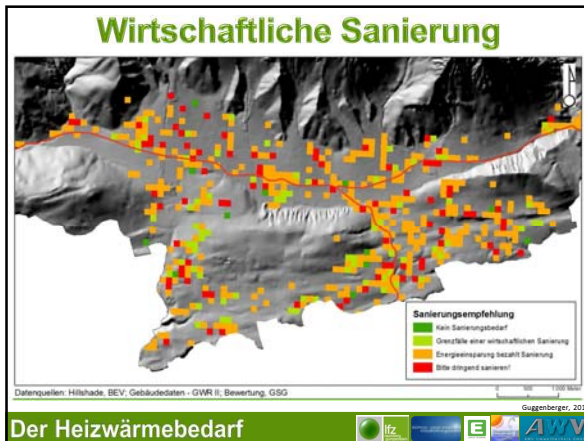 Wirtschaftliche Sanierung
Sanierungsempfehlung
Kein Sanierungsbedarf
Grenzfälle einer wirtschaftlichen Sanierung
Energieeinsparung bezahlt Sanierung
Bitte dringend sanieren!
Datenquellen: Hillshade, BEV; Gebäudedaten - GWR II; Bewertung, GSG
0 500 1.000 Meter
Guggenberger, 201
Der Heizwärmebedarf
lfz
E
AWV